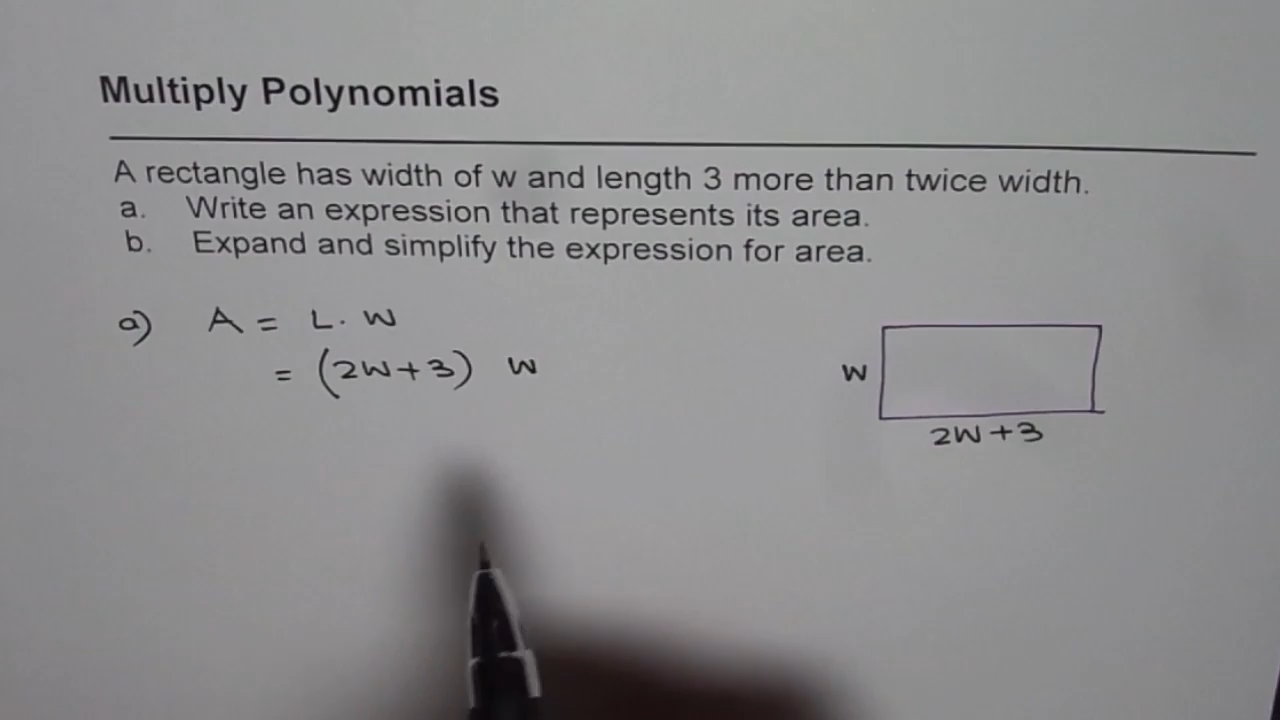 Multiply Polynomials
A rectangle has width of w and length 3 more than twice width.
a. Write an expression that represents its area.
b. Expand and simplify the expression for area.
a) A = L. W
= (2W+3) W
W
2W+3